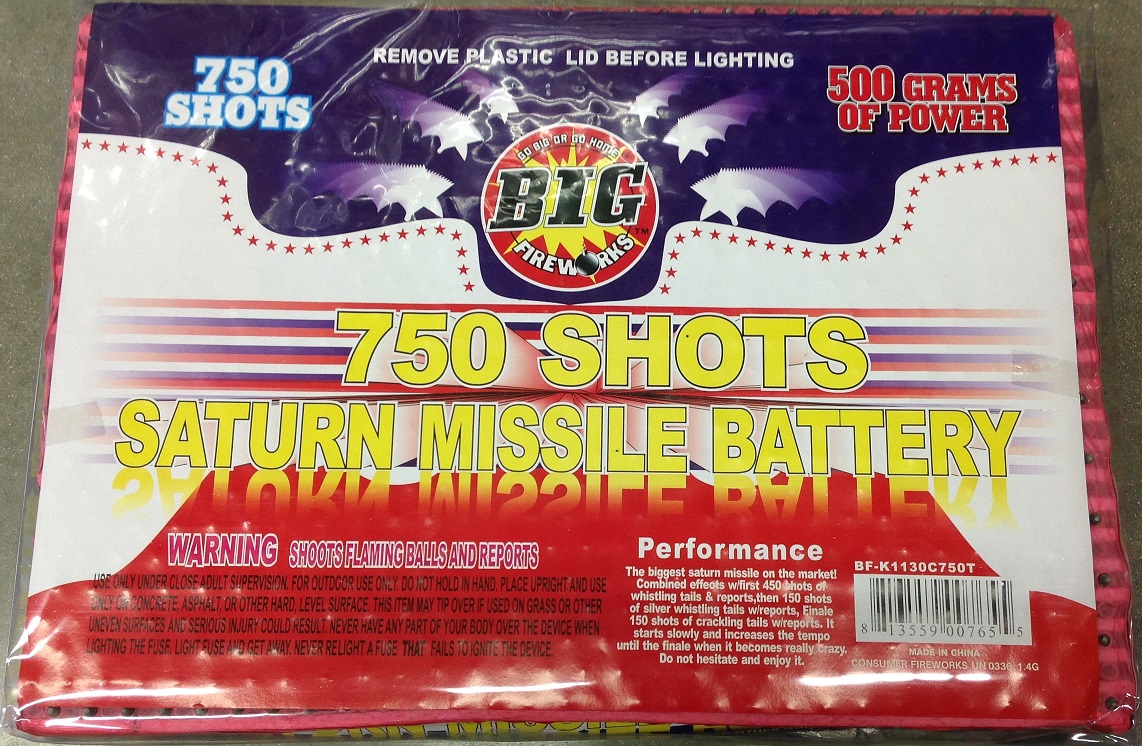 REMOVE PLASTIC LID BEFORE LIGHTING
750
SHOTS
500 GRAMS
OF POWER
GO BIG OR GO HOME
BIG
FIREWORKS
TM
750 SHOTS
SATURN MISSILE BATTERY
SATURN MISSILE BATTERY
WARNING SHOOTS FLAMING BALLS AND REPORTS
USE ONLY UNDER CLOSE ADULT SUPERVISION. FOR OUTDOOR USE ONLY. DO NOT HOLD IN HAND. PLACE UPRIGHT AND USE
ONLY ON CONCRETE, ASPHALT, OR OTHER HARD, LEVEL SURFACE. THIS ITEM MAY TIP OVER IF USED ON GRASS OR OTHER
UNEVEN SURFACES AND SERIOUS INJURY COULD RESULT. NEVER HAVE ANY PART OF YOUR BODY OVER THE DEVICE WHEN
LIGHTING THE FUSE. LIGHT FUSE AND GET AWAY. NEVER RELIGHT A FUSE THAT FAILS TO IGNITE THE DEVICE.
Performance
The biggest saturn missile on the market!
Combined effects w/first 450 shots of
whistling tails & reports,then 150 shots
of silver whistling tails w/reports, Einale
150 shots of crackling tails w/reports. It
starts slowly and increases the tempo
until the finale when it becomes really crazy.
Do not hesitate and enjoy it.
BF-K1130C750T
8 13559 00765 5
MADE IN CHINA
CONSUMER FIREWORKS UN 0336 1.4G